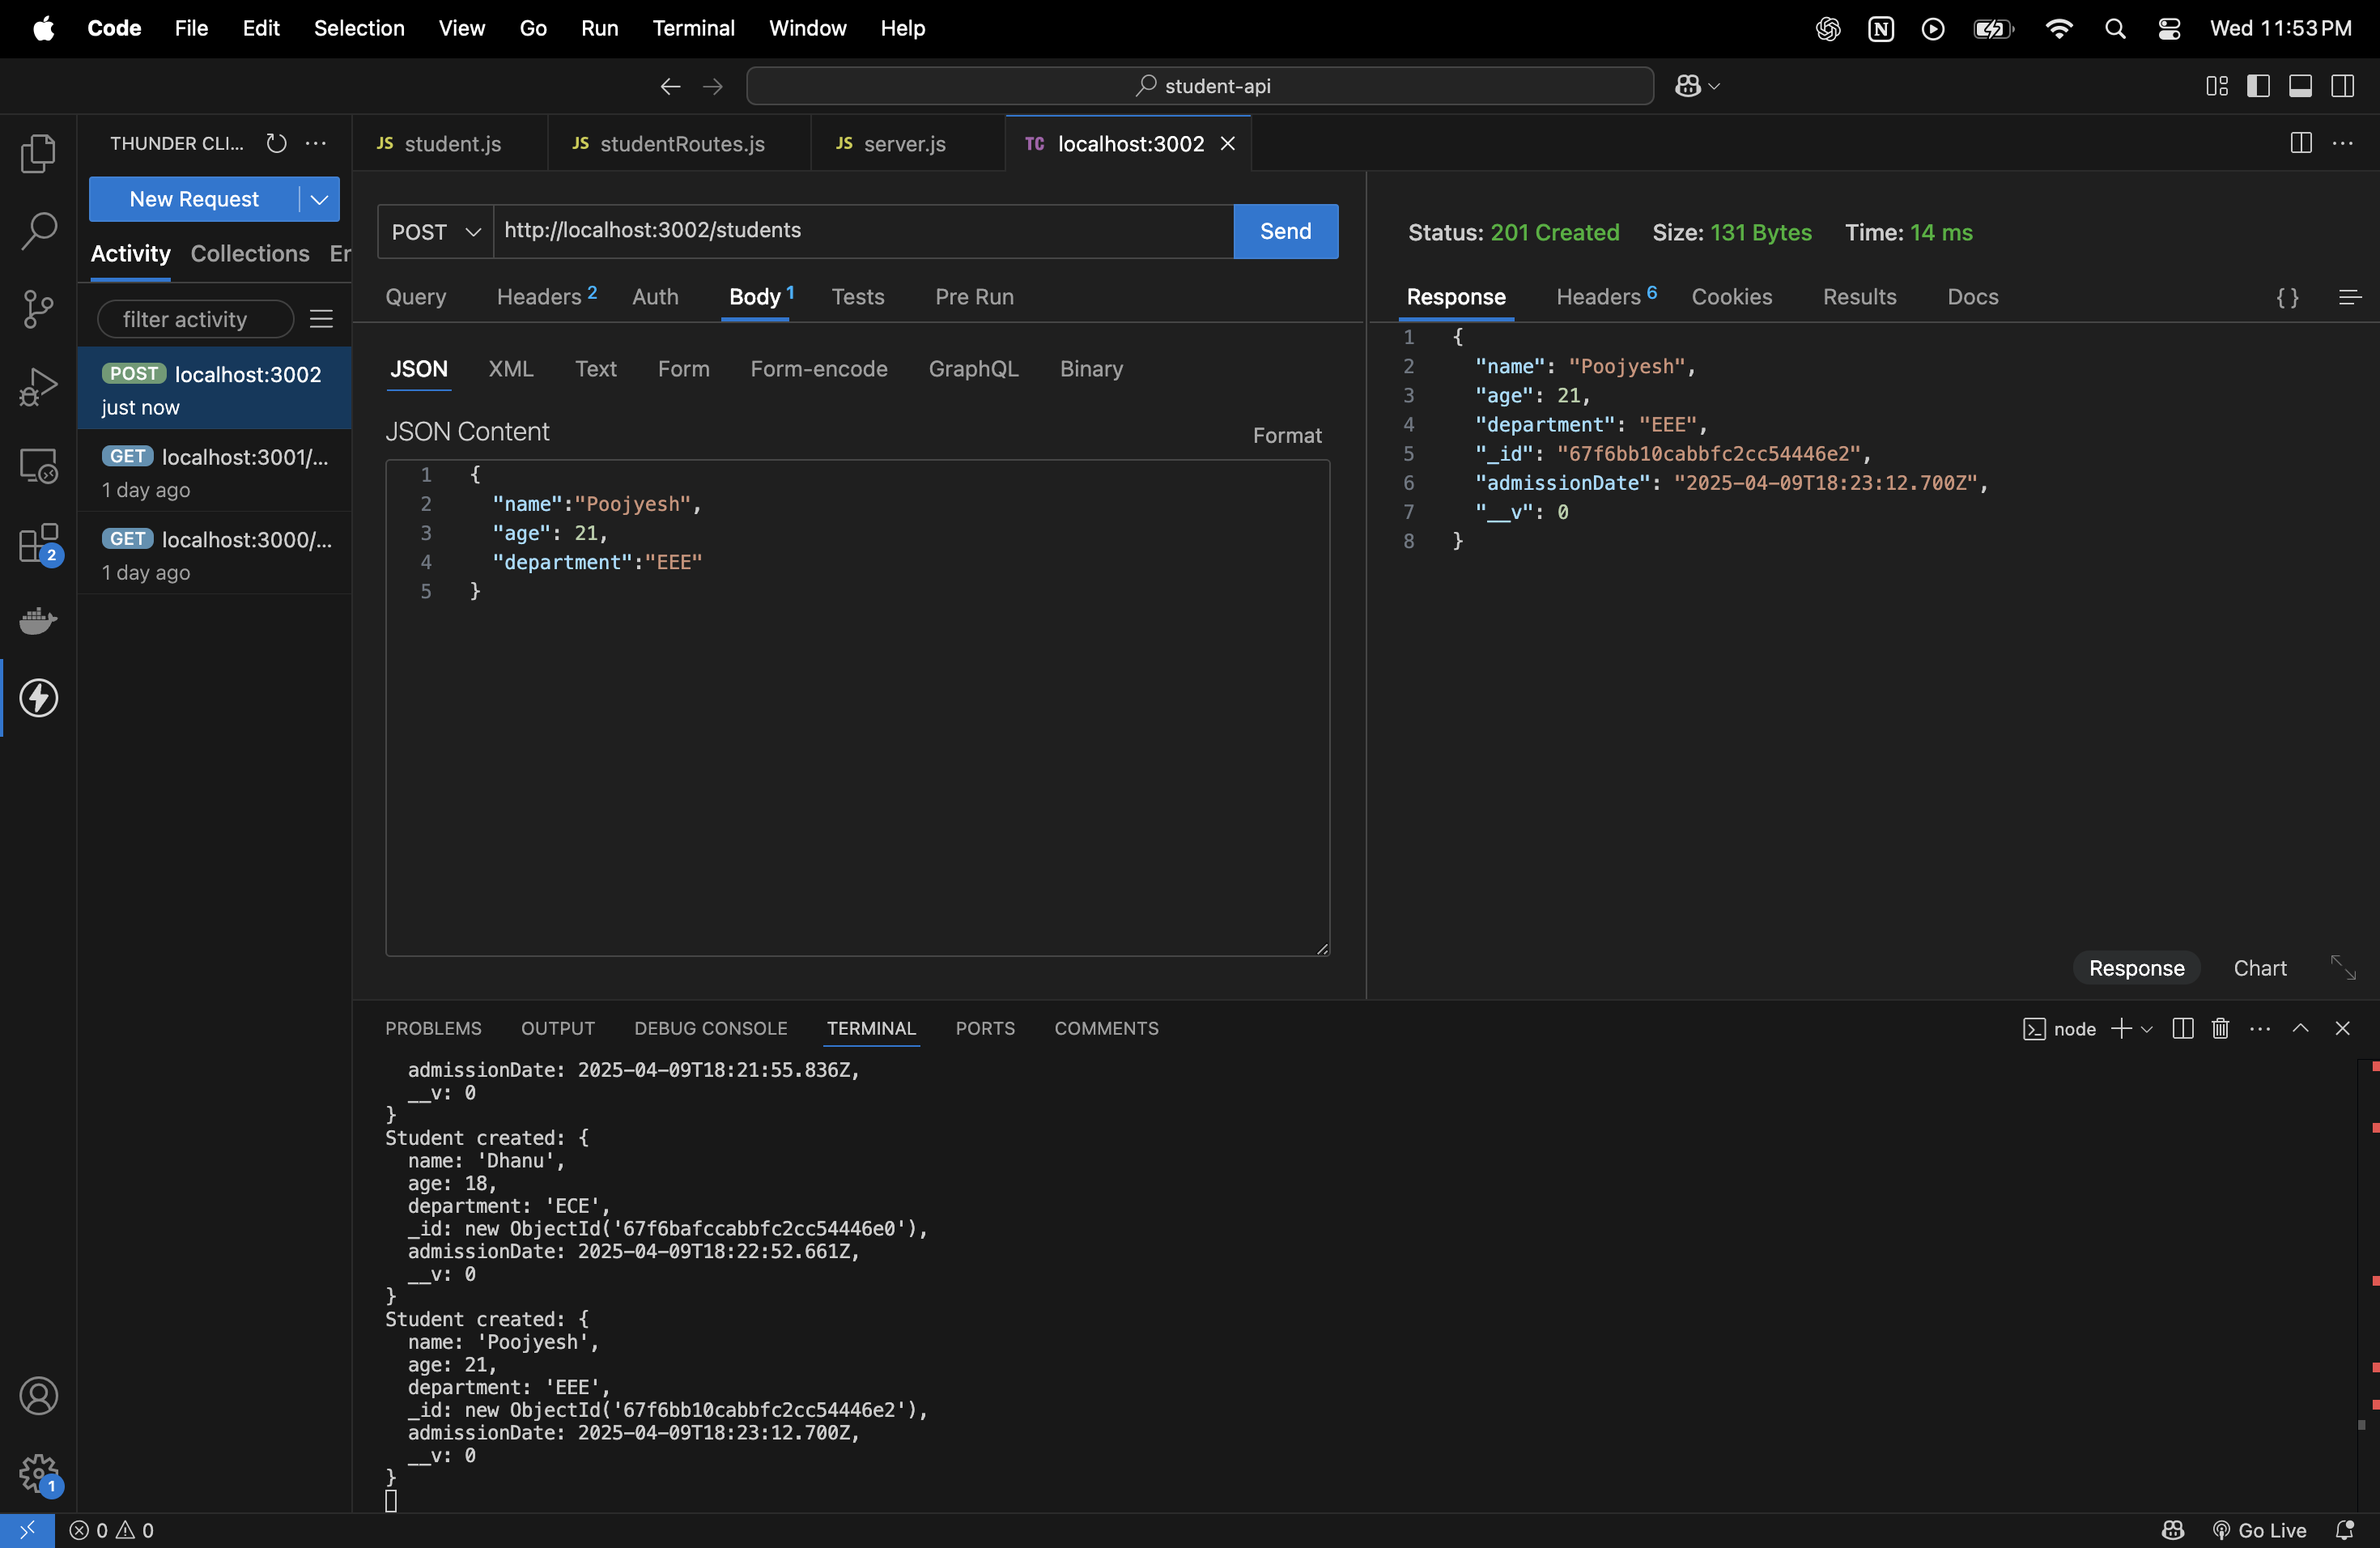 Code File Edit Selection View Go Run Terminal Window Help Wed 11:53 PM
student-api
THUNDER CLI...
New Request
Activity Collections Er
filter activity
POST localhost:3002
just now
GET localhost:3001/...
1 day ago
GET localhost:3000/...
1 day ago
2
1
JS student.js JS studentRoutes.js JS server.js TC localhost:3002
POST http://localhost:3002/students Send
Query Headers 2 Auth Body 1 Tests Pre Run
JSON XML Text Form Form-encode GraphQL Binary
JSON Content Format
1 {
2 "name":"Poojyesh",
3 "age": 21,
4 "department":"EEE"
5 }
Status: 201 Created Size: 131 Bytes Time: 14 ms
Response Headers 6 Cookies Results Docs { }
1 {
2 "name": "Poojyesh",
3 "age": 21,
4 "department": "EEE",
5 "_id": "67f6bb10cabbfc2cc54446e2",
6 "admissionDate": "2025-04-09T18:23:12.700Z",
7 "__v": 0
8 }
Response Chart
PROBLEMS OUTPUT DEBUG CONSOLE TERMINAL PORTS COMMENTS node
admissionDate: 2025-04-09T18:21:55.836Z,
__v: 0
}
Student created: {
name: 'Dhanu',
age: 18,
department: 'ECE',
_id: new ObjectId('67f6bafccabbfc2cc54446e0'),
admissionDate: 2025-04-09T18:22:52.661Z,
__v: 0
}
Student created: {
name: 'Poojyesh',
age: 21,
department: 'EEE',
_id: new ObjectId('67f6bb10cabbfc2cc54446e2'),
admissionDate: 2025-04-09T18:23:12.700Z,
__v: 0
}
0 0 Go Live